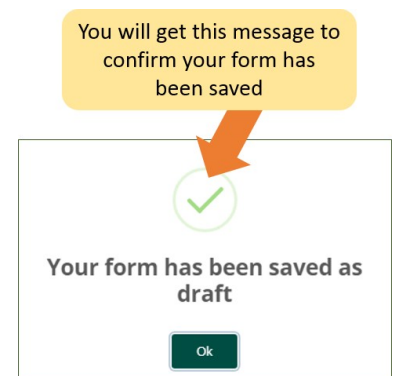 You will get this message to
confirm your form has
been saved
Your form has been saved as
draft
Ok